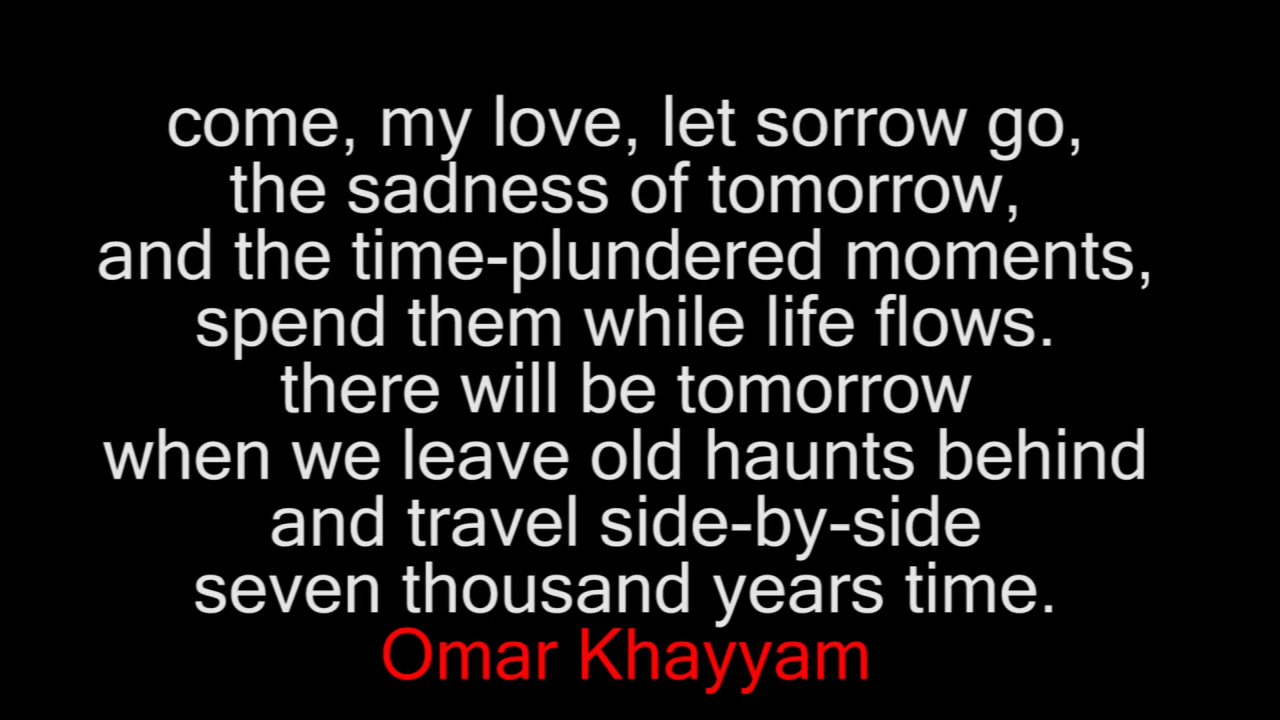 come, my love, let sorrow go,
the sadness of tomorrow,
and the time-plundered moments,
spend them while life flows.
there will be tomorrow
when we leave old haunts behind
and travel side-by-side
seven thousand years time.
Omar Khayyam